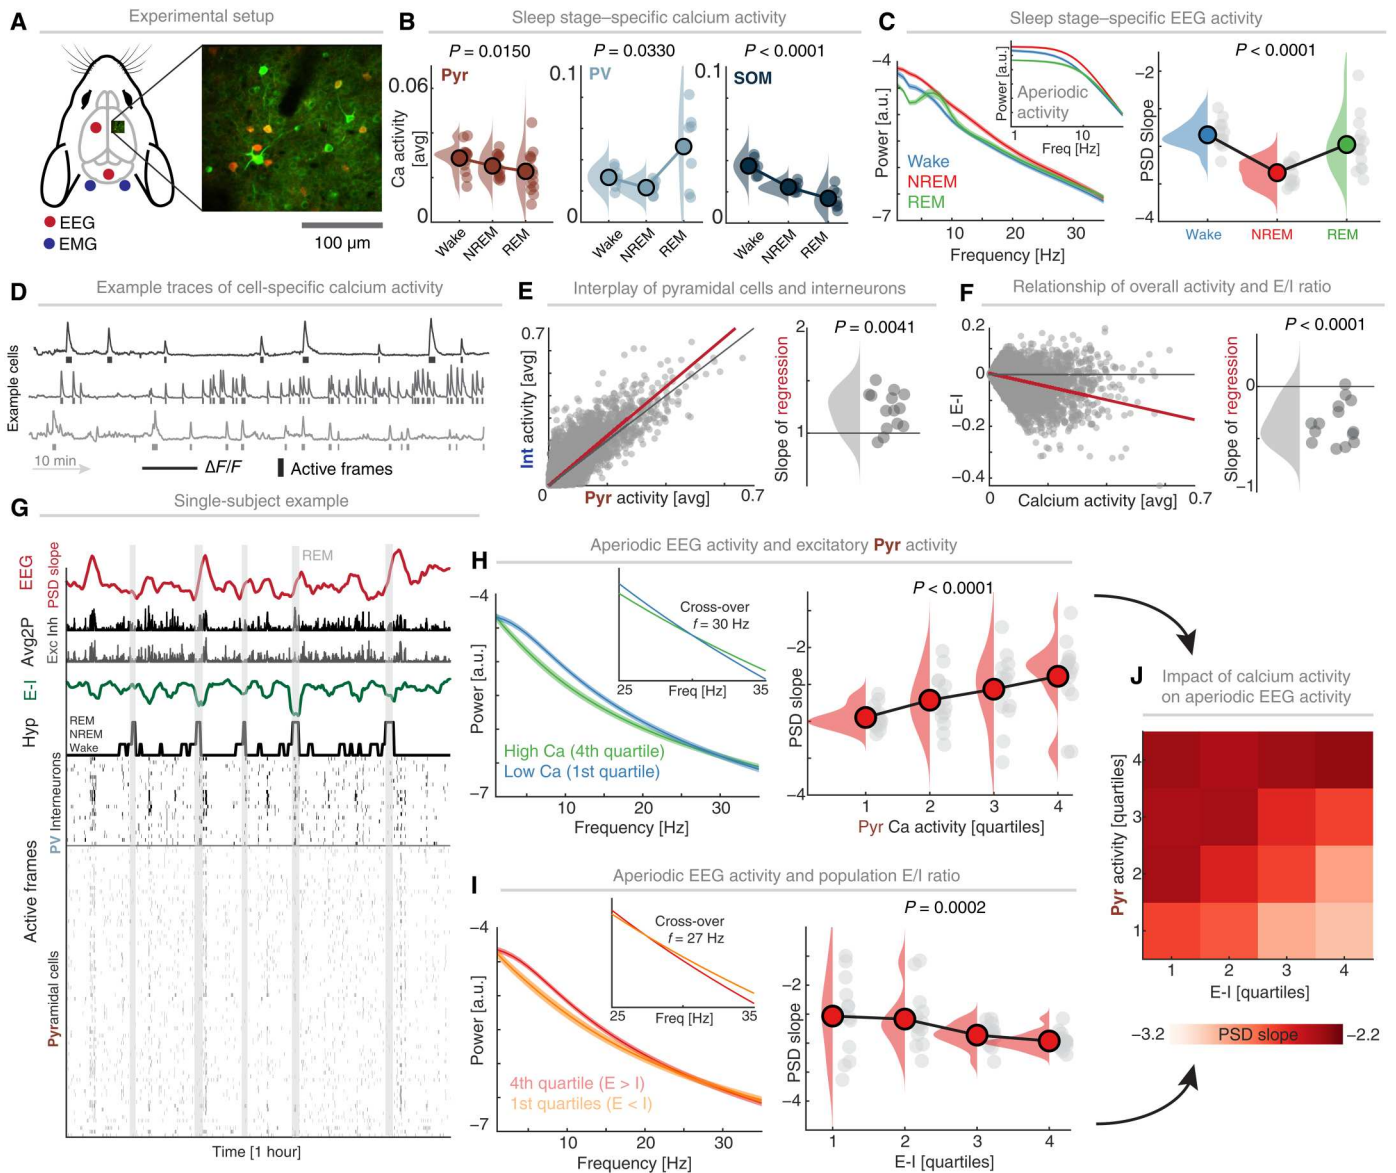 A
Experimental setup
EEG
EMG
100 µm
B
Sleep stage–specific calcium activity
P = 0.0150
P = 0.0330
P < 0.0001
Pyr
PV
SOM
0.06
0
0.1
0
0.1
0
Ca activity
[avg]
Wake
NREM
REM
Wake
NREM
REM
Wake
NREM
REM
C
Sleep stage–specific EEG activity
−4
−7
Power [a.u.]
Wake
NREM
REM
10
20
30
Frequency [Hz]
Power [a.u.]
Aperiodic
activity
1
10
Freq [Hz]
P < 0.0001
−2
−4
PSD Slope
Wake
NREM
REM
D
Example traces of cell-specific calcium activity
Example cells
10 min
ΔF/F
Active frames
E
Interplay of pyramidal cells and interneurons
0.7
Int activity [avg]
0
Pyr activity [avg]
0.7
P = 0.0041
2
1
Slope of regression
F
Relationship of overall activity and E/I ratio
0.2
0
−0.2
−0.4
E-I
0
Calcium activity [avg]
0.7
P < 0.0001
0
−1
Slope of regression
G
Single-subject example
REM
EEG
PSD slope
Avg2P
Exc Inh
E-I
Hyp
REM
NREM
Wake
Active frames
PV Interneurons
Pyramidal cells
Time [1 hour]
H
Aperiodic EEG activity and excitatory Pyr activity
−4
−7
Power [a.u.]
Cross-over
f = 30 Hz
25
Freq [Hz]
35
High Ca (4th quartile)
Low Ca (1st quartile)
10
20
30
Frequency [Hz]
P < 0.0001
−2
−4
PSD slope
1
2
3
4
Pyr Ca activity [quartiles]
I
Aperiodic EEG activity and population E/I ratio
−4
−7
Power [a.u.]
Cross-over
f = 27 Hz
25
Freq [Hz]
35
4th quartile (E > I)
1st quartiles (E < I)
10
20
30
Frequency [Hz]
P = 0.0002
−2
−4
PSD slope
1
2
3
4
E-I [quartiles]
J
Impact of calcium activity
on aperiodic EEG activity
Pyr activity [quartiles]
4
3
2
1
1
2
3
4
E-I [quartiles]
−3.2
PSD slope
−2.2